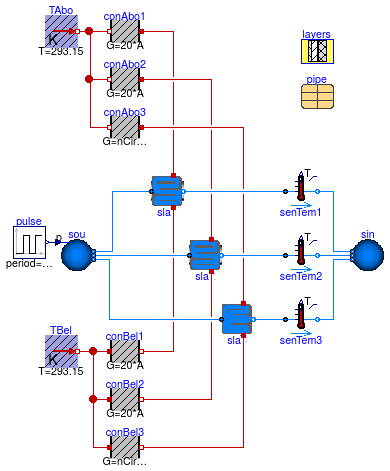 TAbo
K
T=293.15
conAbo1
G=20*A
conAbo2
G=20*A
conAbo3
G=nCir...
layers
pipe
sla
T
senTem1
pulse
period=...
p
sou
sla
T
senTem2
sin
sla
T
senTem3
TBel
K
T=293.15
conBel1
G=20*A
conBel2
G=20*A
conBel3
G=nCir...